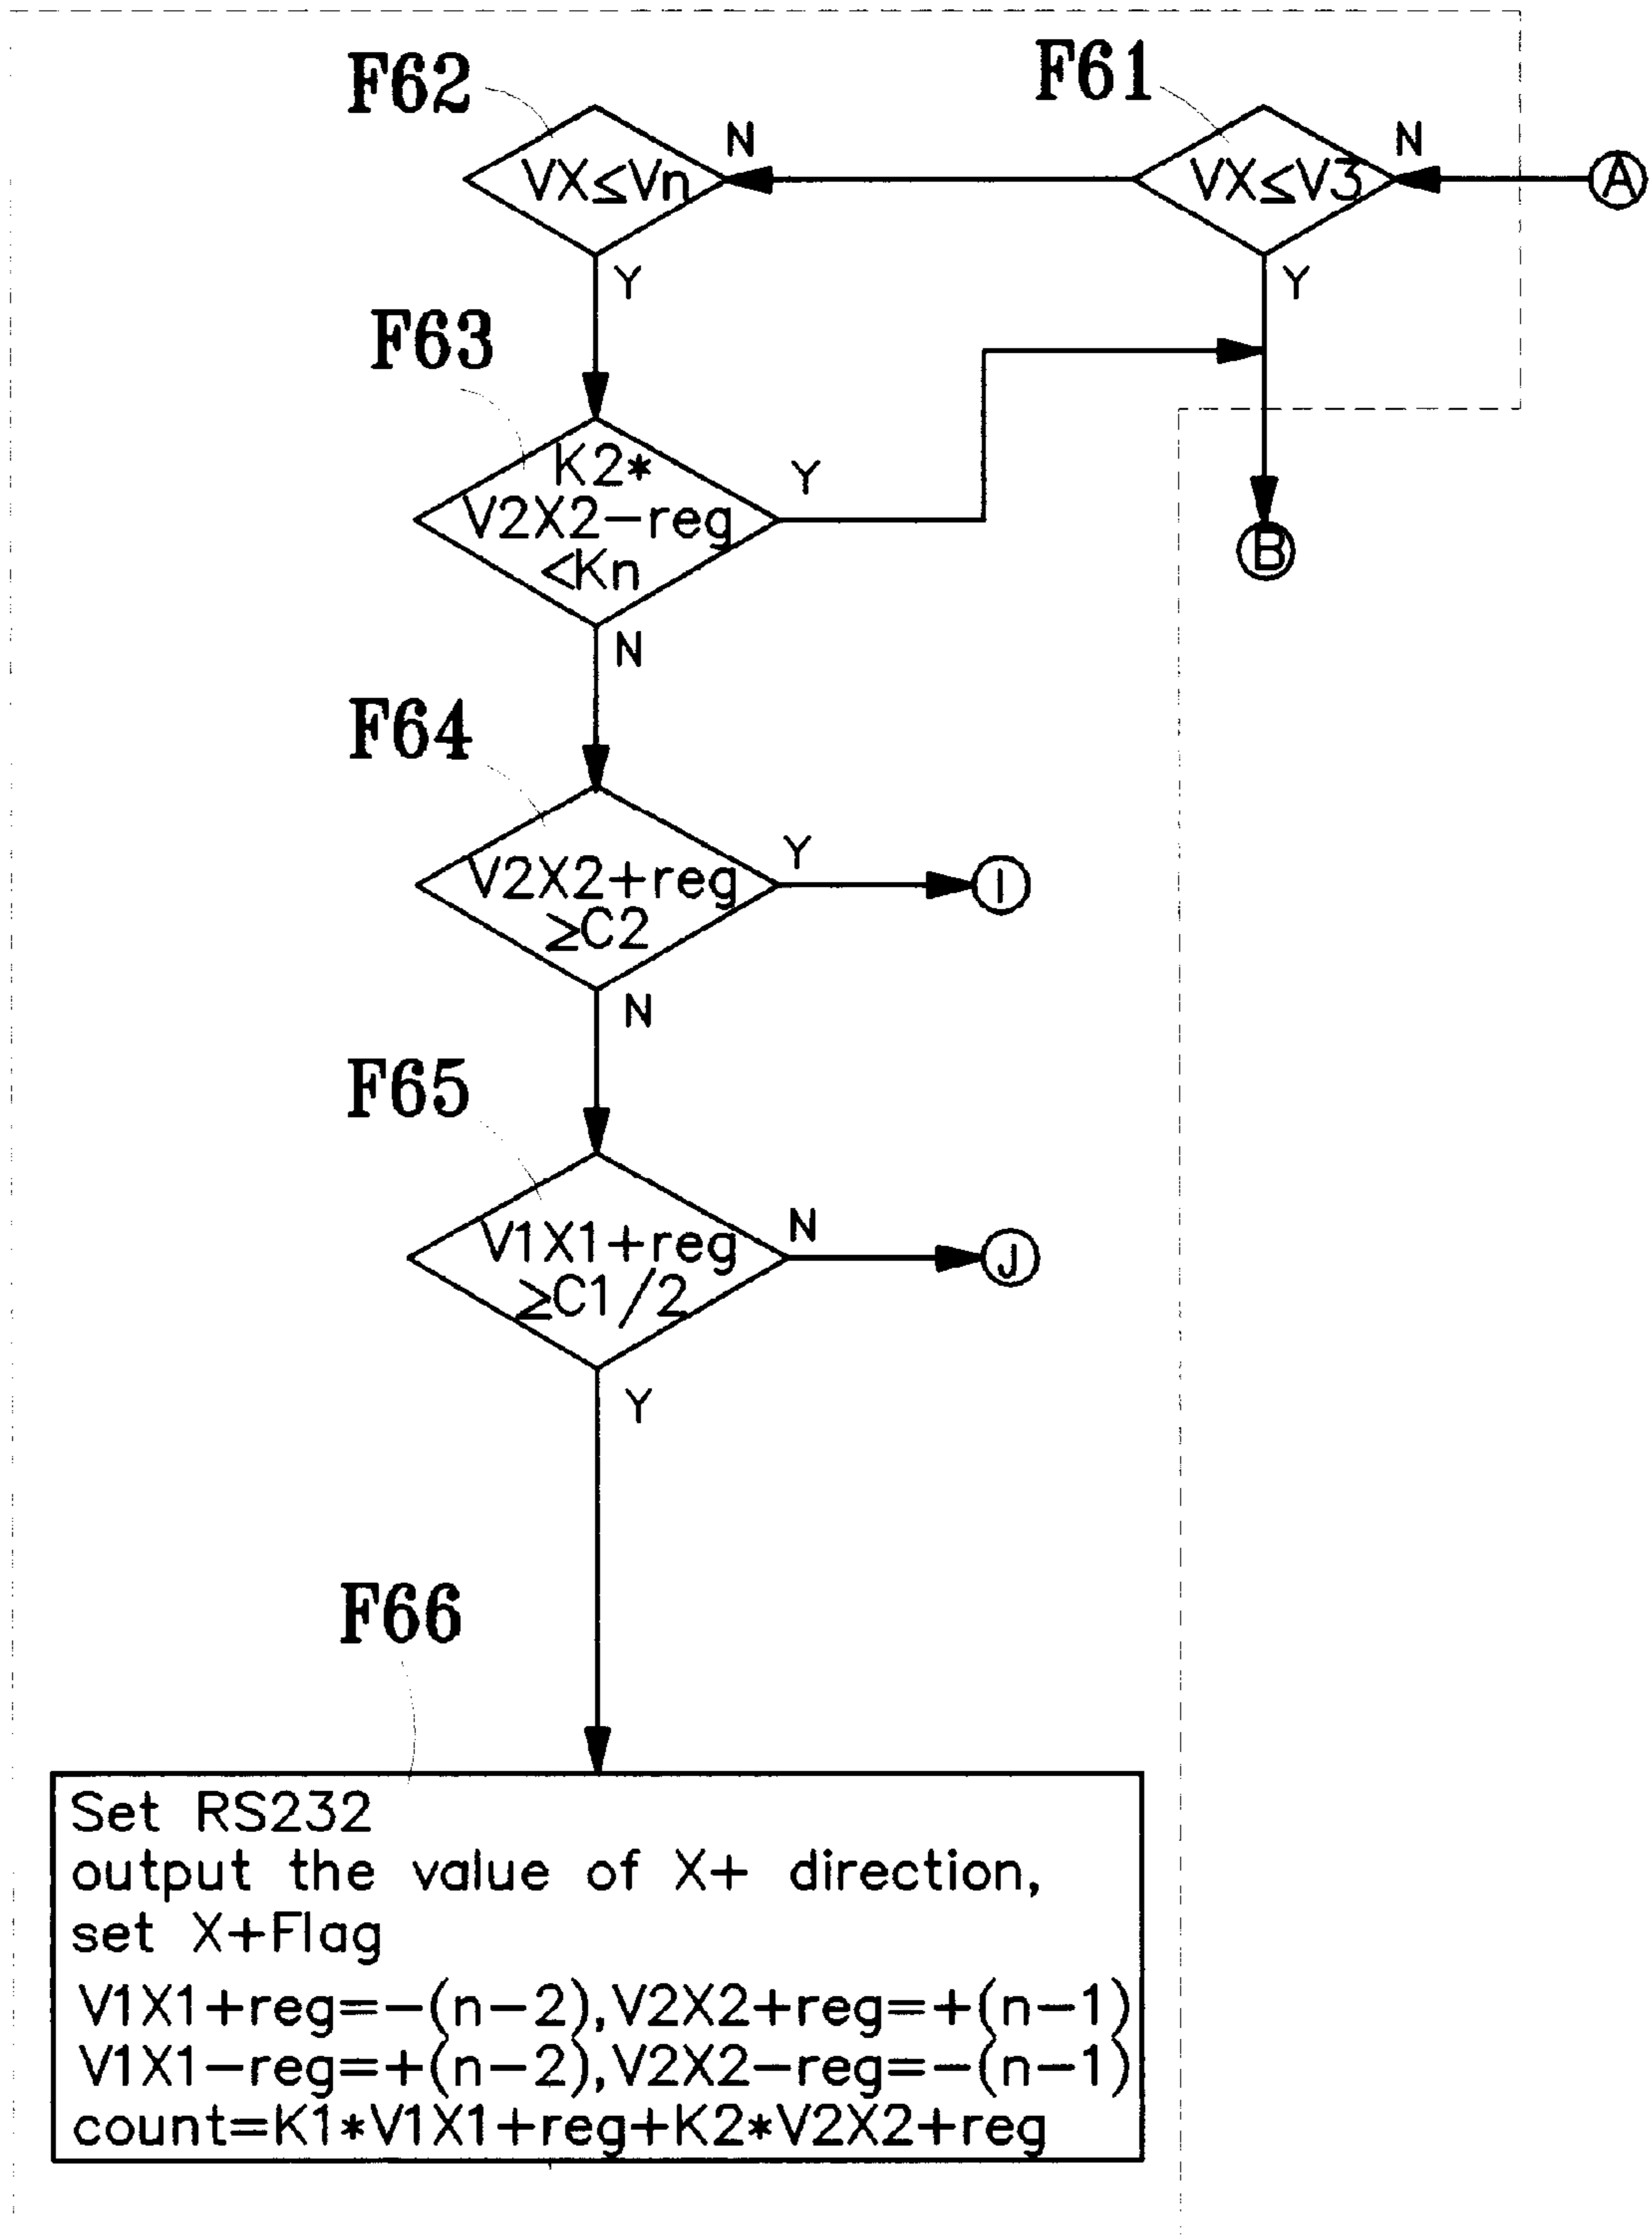 F62
F61
N
N
VX≤Vn
VX≤V3
A
Y
Y
F63
K2*
V2X2-reg
<Kn
Y
B
N
F64
V2X2+reg
≥C2
Y
I
N
F65
V1X1+reg
≥C1/2
N
J
Y
F66
Set RS232
output the value of X+ direction,
set X+Flag
V1X1+reg=-(n-2),V2X2+reg=+(n-1)
V1X1-reg=+(n-2),V2X2-reg=-(n-1)
count=K1*V1X1+reg+K2*V2X2+reg